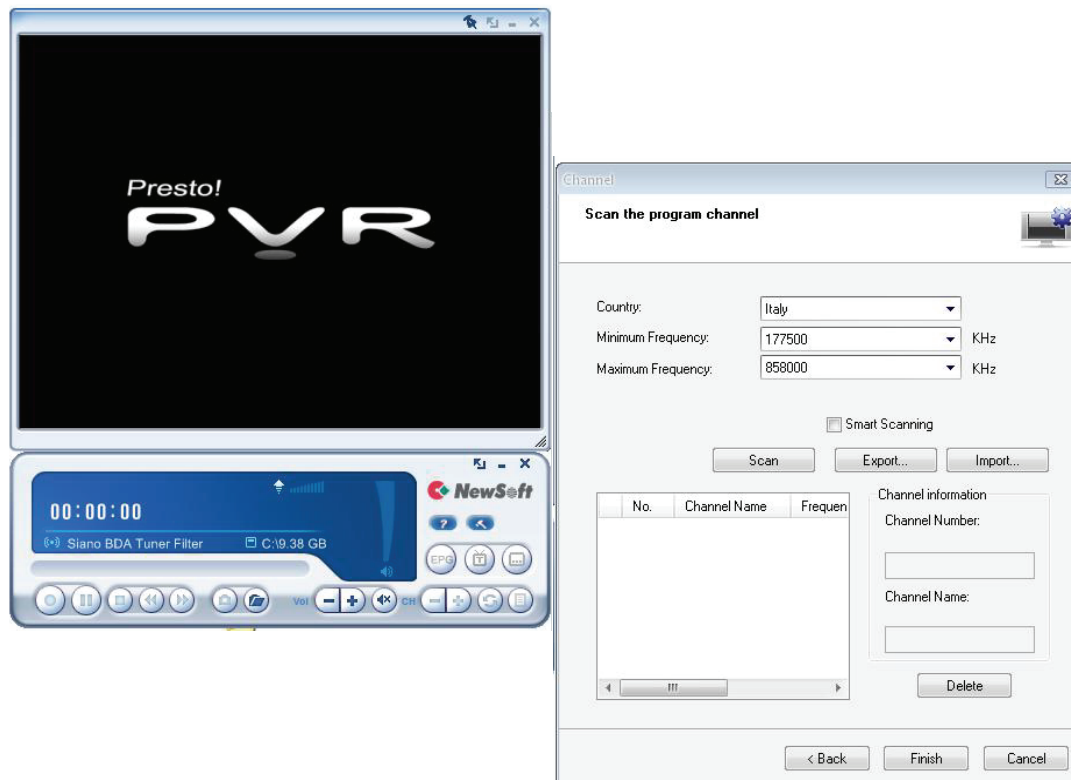 Presto!
PVR
00:00:00
Siano BDA Tuner Filter
C:\9.38 GB
NewSoft
?
EPG
T
Vol
CH
Channel
Scan the program channel
Country:
Italy
Minimum Frequency:
177500
KHz
Maximum Frequency:
858000
KHz
Smart Scanning
Scan
Export...
Import...
No.
Channel Name
Frequen
Channel information
Channel Number:
Channel Name:
Delete
< Back
Finish
Cancel